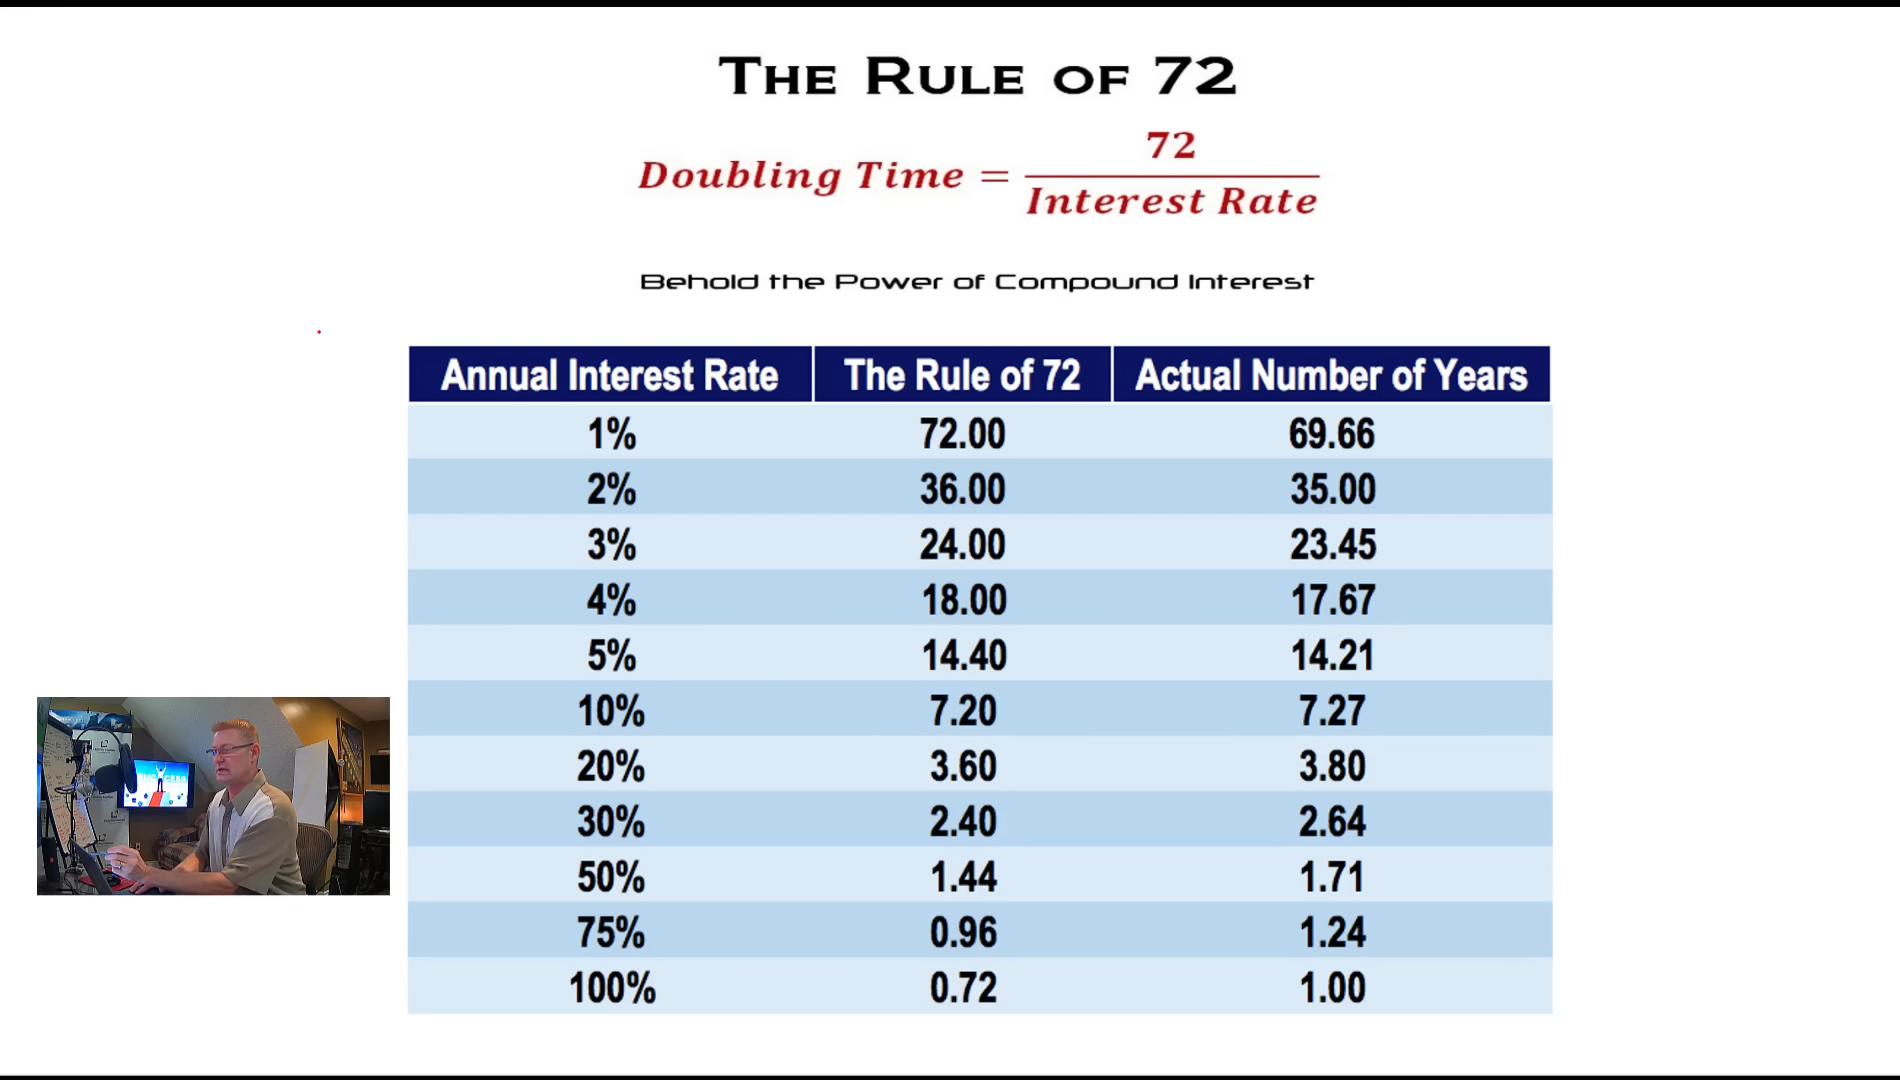 THE RULE OF 72
72
Doubling Time =
Interest Rate
Behold the Power of Compound Interest
Annual Interest Rate The Rule of 72 Actual Number of Years
1% 72.00 69.66
2% 36.00 35.00
3% 24.00 23.45
4% 18.00 17.67
5% 14.40 14.21
10% 7.20 7.27
20% 3.60 3.80
30% 2.40 2.64
50% 1.44 1.71
75% 0.96 1.24
100% 0.72 1.00